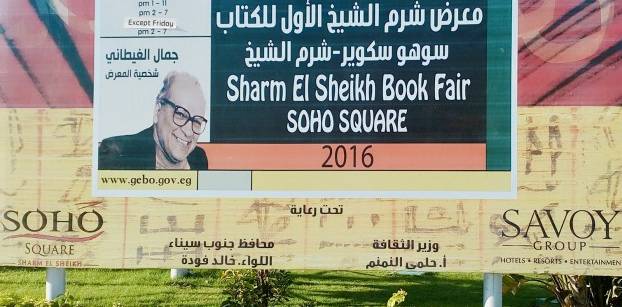 pm 1 - 11
pm 2 - 7
Except Friday
pm 2 - 7
معرض شرم الشيخ الأول للكتاب
سوهو سكوير-شرم الشيخ
جمال الغيطاني
شخصية المعرض
Sharm El Sheikh Book Fair
SOHO SQUARE
2016
www.gebo.gov.eg
تحت رعاية
وزير الثقافة
أ. حلمى النمنم
محافظ جنوب سيناء
اللواء. خالد فودة
SOHO
SQUARE
SHARM EL SHEIKH
SAVOY
GROUP
HOTELS • RESORTS • ENTERTAINMEN